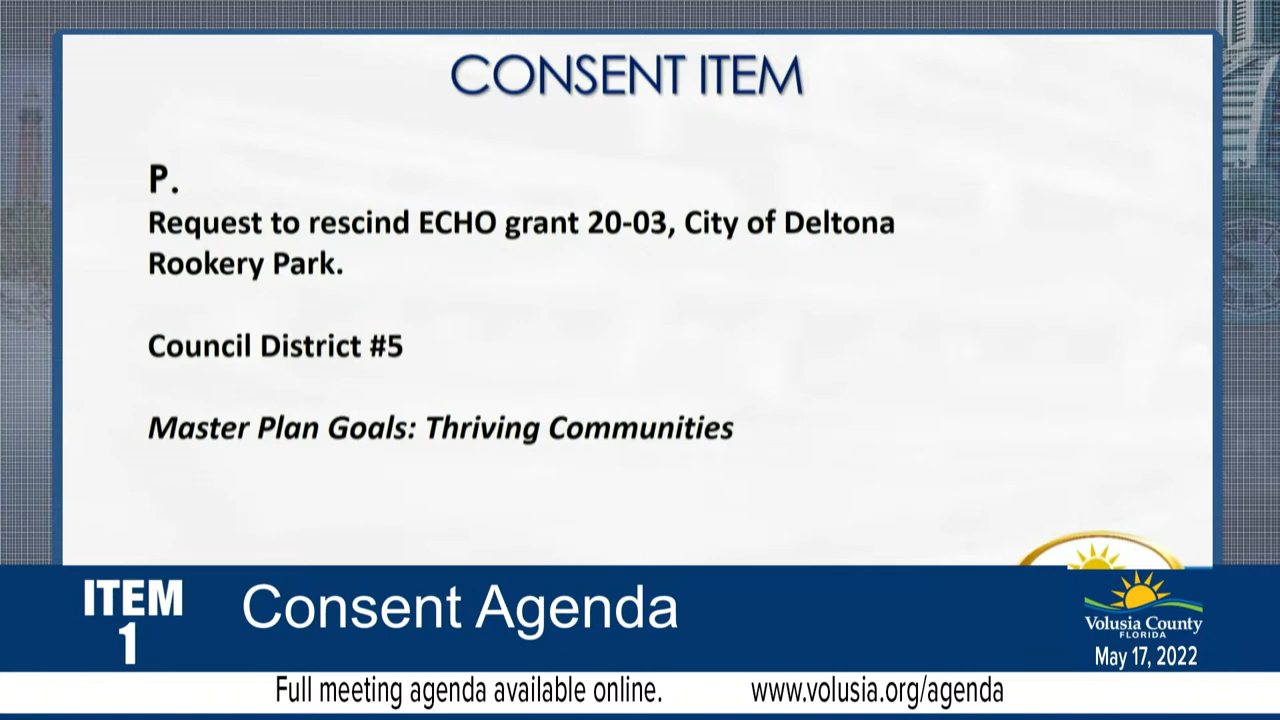 CONSENT ITEM
P.
Request to rescind ECHO grant 20-03, City of Deltona
Rookery Park.
Council District #5
Master Plan Goals: Thriving Communities
ITEM
1
Consent Agenda
Volusia County
FLORIDA
May 17, 2022
Full meeting agenda available online.
www.volusia.org/agenda